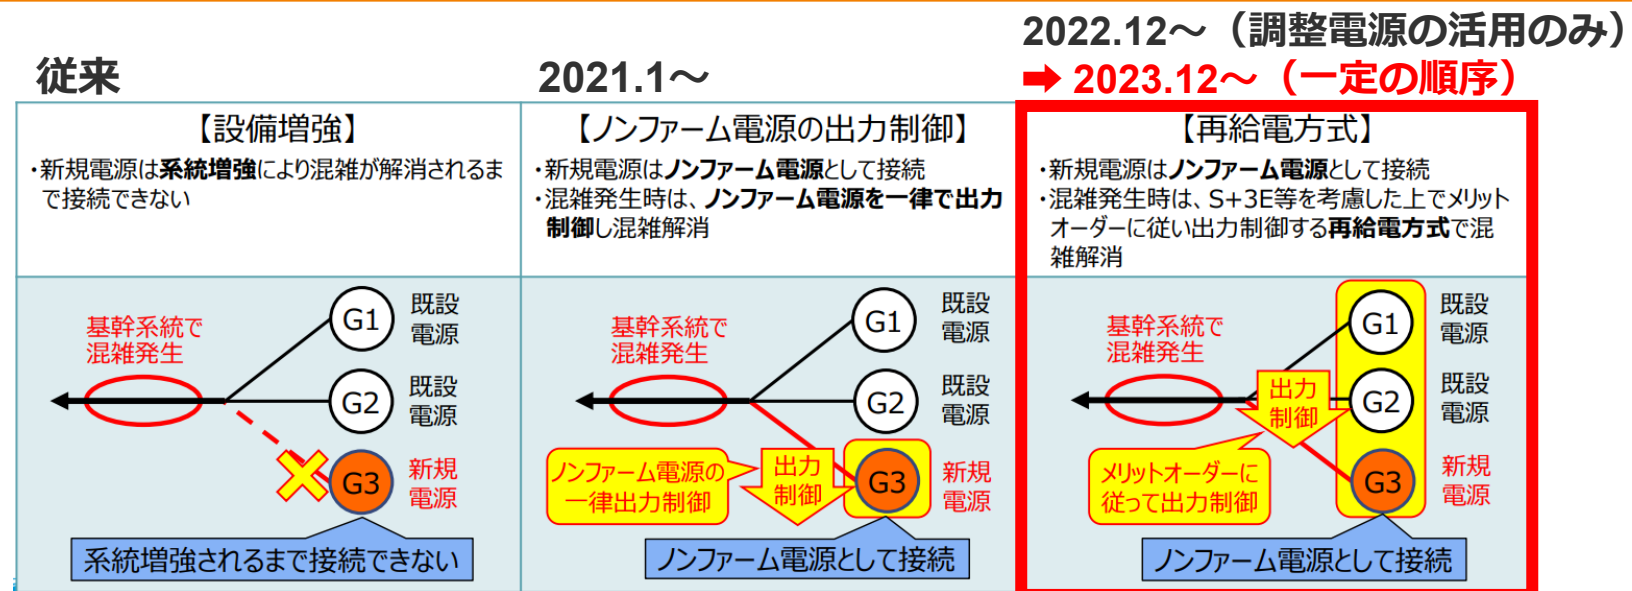 2022.12～（調整電源の活用のみ）
従来
2021.1～
➡ 2023.12～（一定の順序）
【設備増強】
・新規電源は系統増強により混雑が解消されるま
で接続できない
【ノンファーム電源の出力制御】
・新規電源はノンファーム電源として接続
・混雑発生時は、ノンファーム電源を一律で出力
制御し混雑解消
【再給電方式】
・新規電源はノンファーム電源として接続
・混雑発生時は、S+3E等を考慮した上でメリット
オーダーに従い出力制御する再給電方式で混
雑解消
基幹系統で
混雑発生
G1
既設
電源
G2
既設
電源
G3
新規
電源
系統増強されるまで接続できない
基幹系統で
混雑発生
G1
既設
電源
G2
既設
電源
ノンファーム電源の
一律出力制御
出力
制御
G3
新規
電源
ノンファーム電源として接続
基幹系統で
混雑発生
G1
既設
電源
出力
制御
G2
既設
電源
メリットオーダーに
従って出力制御
G3
新規
電源
ノンファーム電源として接続